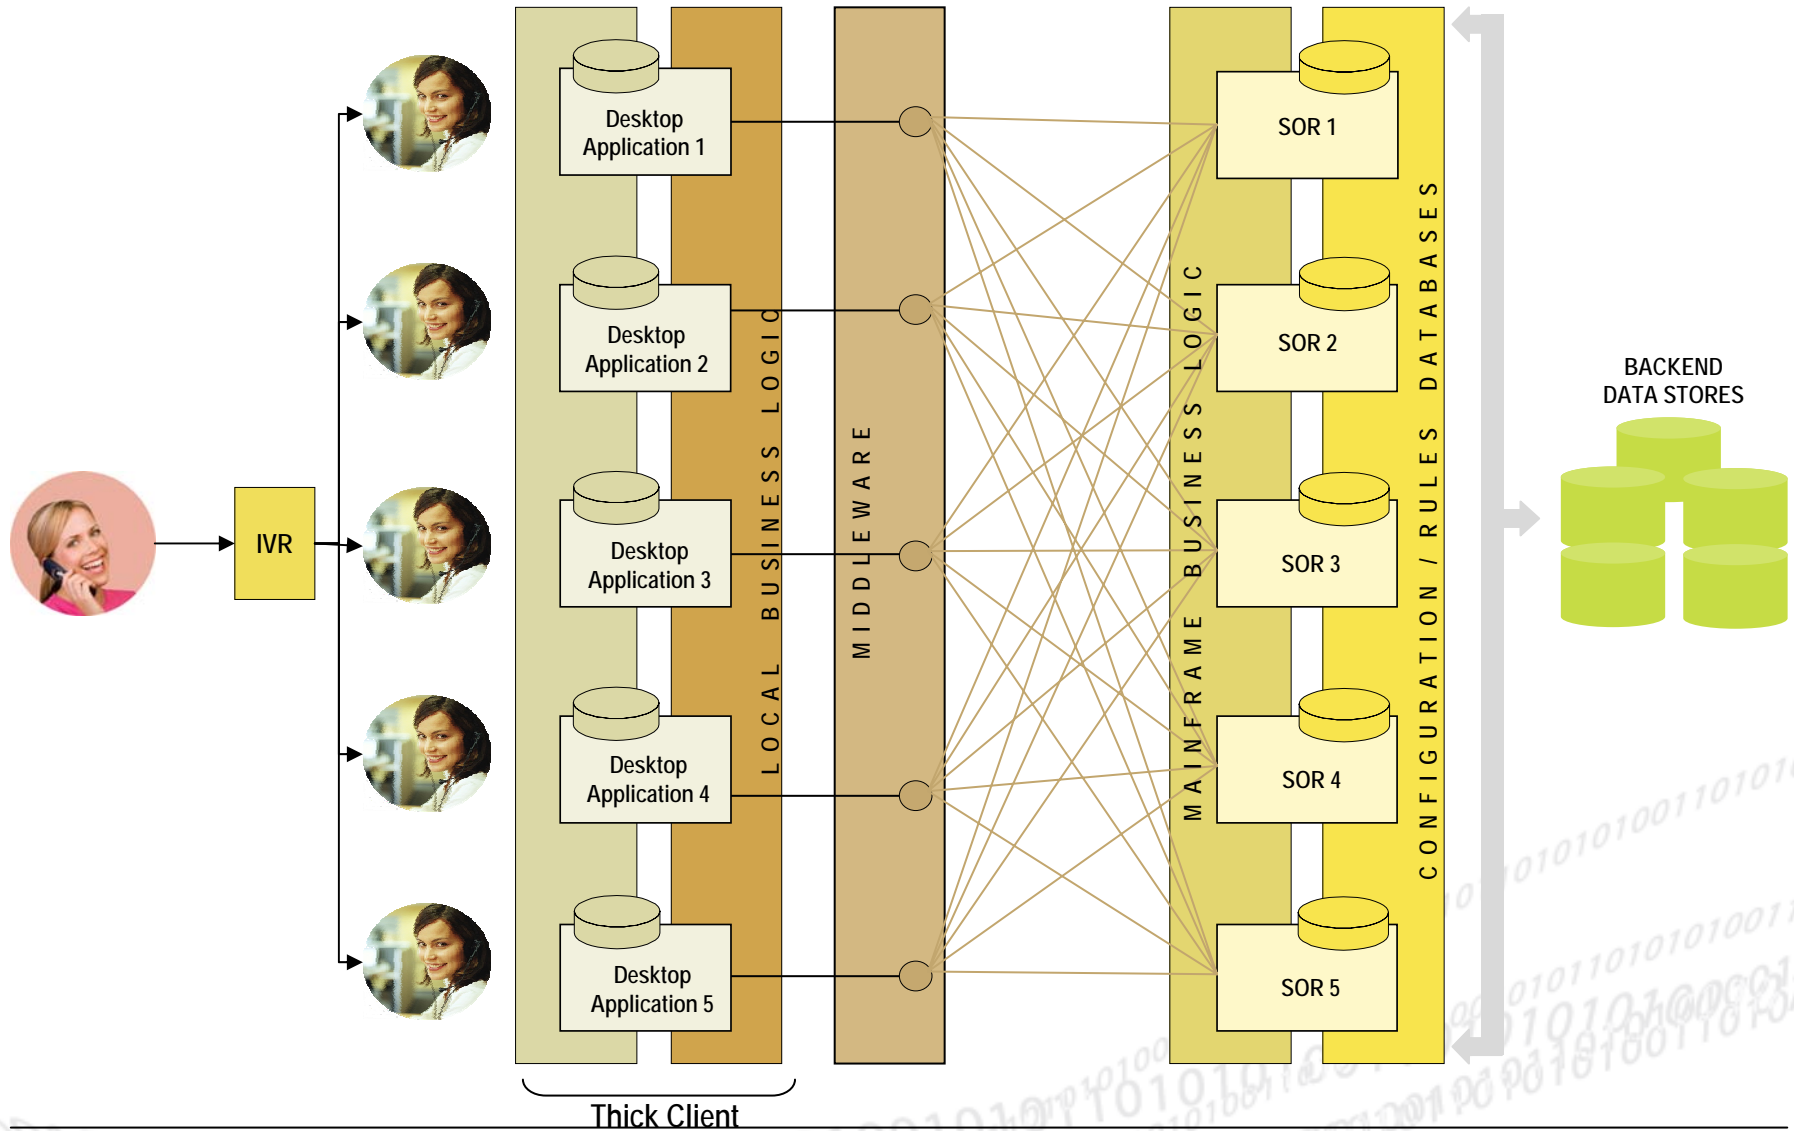 Desktop
Application 1
Desktop
Application 2
Desktop
Application 3
Desktop
Application 4
Desktop
Application 5
IVR
LOCAL BUSINESS LOGIC
MIDDLEWARE
MAINFRAME BUSINESS LOGIC
SOR 1
SOR 2
SOR 3
SOR 4
SOR 5
CONFIGURATION / RULES DATABASES
BACKEND
DATA STORES
Thick Client